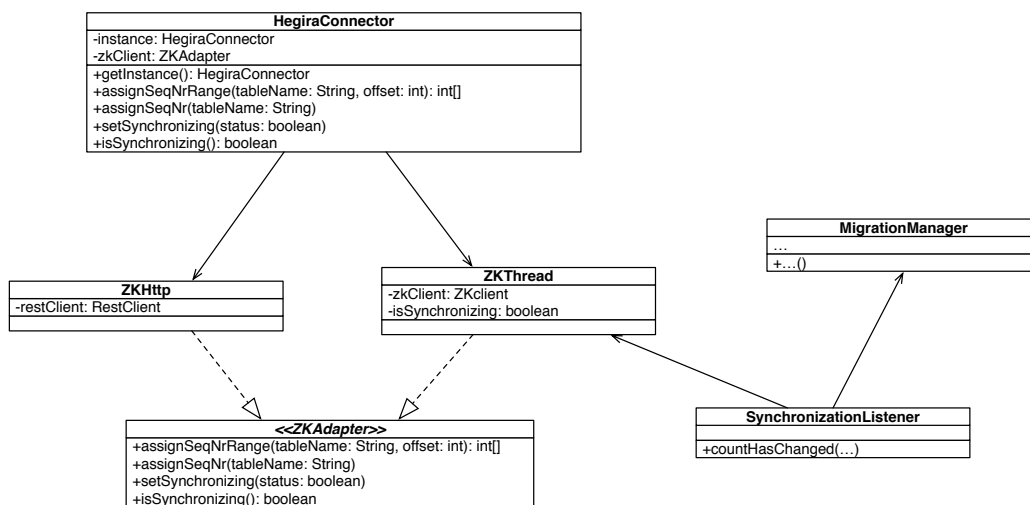 HegiraConnector
-instance: HegiraConnector
-zkClient: ZKAdapter
+getInstance(): HegiraConnector
+assignSeqNrRange(tableName: String, offset: int): int[]
+assignSeqNr(tableName: String)
+setSynchronizing(status: boolean)
+isSynchronizing(): boolean
MigrationManager
...
+...()
ZKHttp
-restClient: RestClient
ZKThread
-zkClient: ZKclient
-isSynchronizing: boolean
SynchronizationListener
+countHasChanged(...)
<<ZKAdapter>>
+assignSeqNrRange(tableName: String, offset: int): int[]
+assignSeqNr(tableName: String)
+setSynchronizing(status: boolean)
+isSynchronizing(): boolean